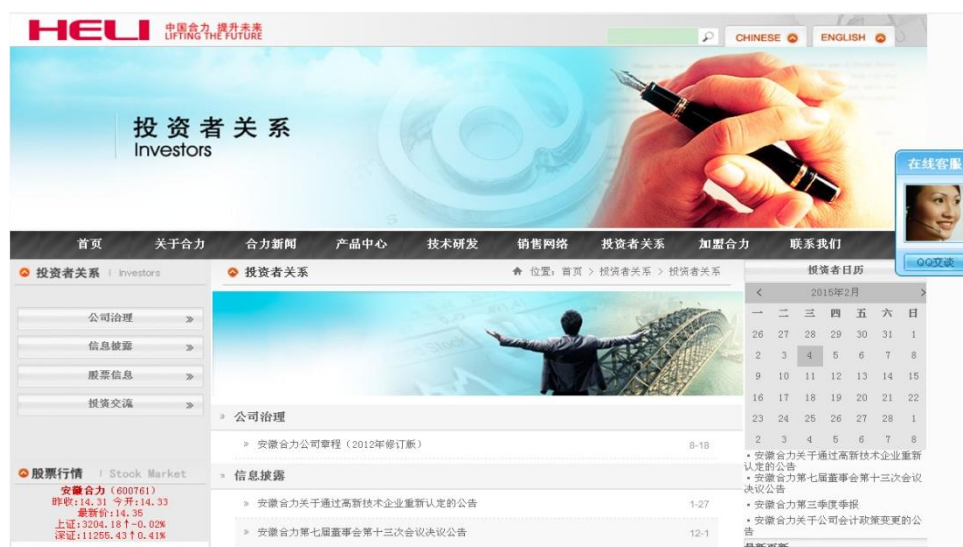 HELI 中国合力 提升未来
LIFTING THE FUTURE
CHINESE
ENGLISH
投资者关系
Investors
在线客服
QQ交谈
首页 关于合力 合力新闻 产品中心 技术研发 销售网络 投资者关系 加盟合力 联系我们
投资者关系 Investors
公司治理 »
信息披露 »
股票信息 »
投资交流 »
股票行情 / Stock Market
安徽合力 (600761)
昨收:14.31 今开:14.33
最新价:14.35
上证:3204.18↑-0.02%
深证:11255.43↑0.41%
投资者关系
位置: 首页 > 投资者关系 > 投资者关系
» 公司治理
» 安徽合力公司章程（2012年修订版） 8-18
» 信息披露
» 安徽合力关于通过高新技术企业重新认定的公告 1-27
» 安徽合力第七届董事会第十三次会议决议公告 12-1
投资者日历
< 2015年2月 >
一 二 三 四 五 六 日
26 27 28 29 30 31 1
2 3 4 5 6 7 8
9 10 11 12 13 14 15
16 17 18 19 20 21 22
23 24 25 26 27 28 1
2 3 4 5 6 7 8
• 安徽合力关于通过高新技术企业重新
认定的公告
• 安徽合力第七届董事会第十三次会议
决议公告
• 安徽合力第三季度季报
• 安徽合力关于公司会计政策变更的公
告